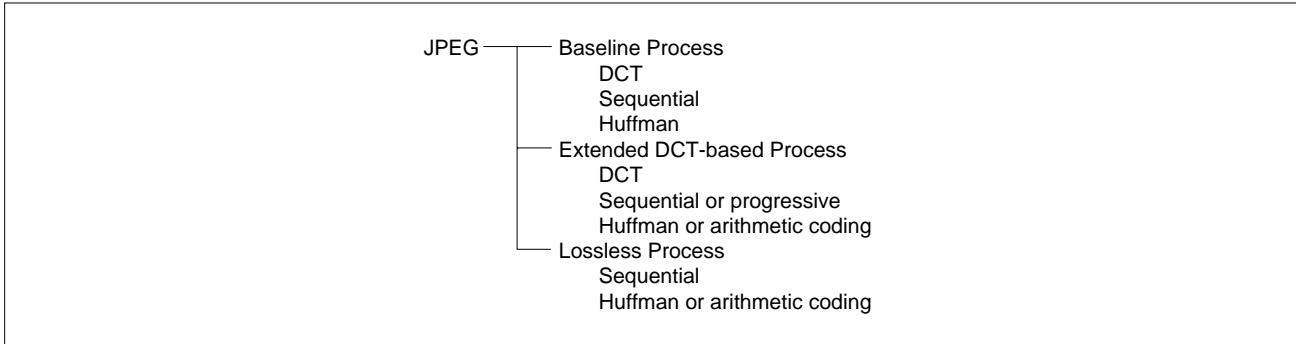 JPEG Baseline Process
DCT
Sequential
Huffman
Extended DCT-based Process
DCT
Sequential or progressive
Huffman or arithmetic coding
Lossless Process
Sequential
Huffman or arithmetic coding